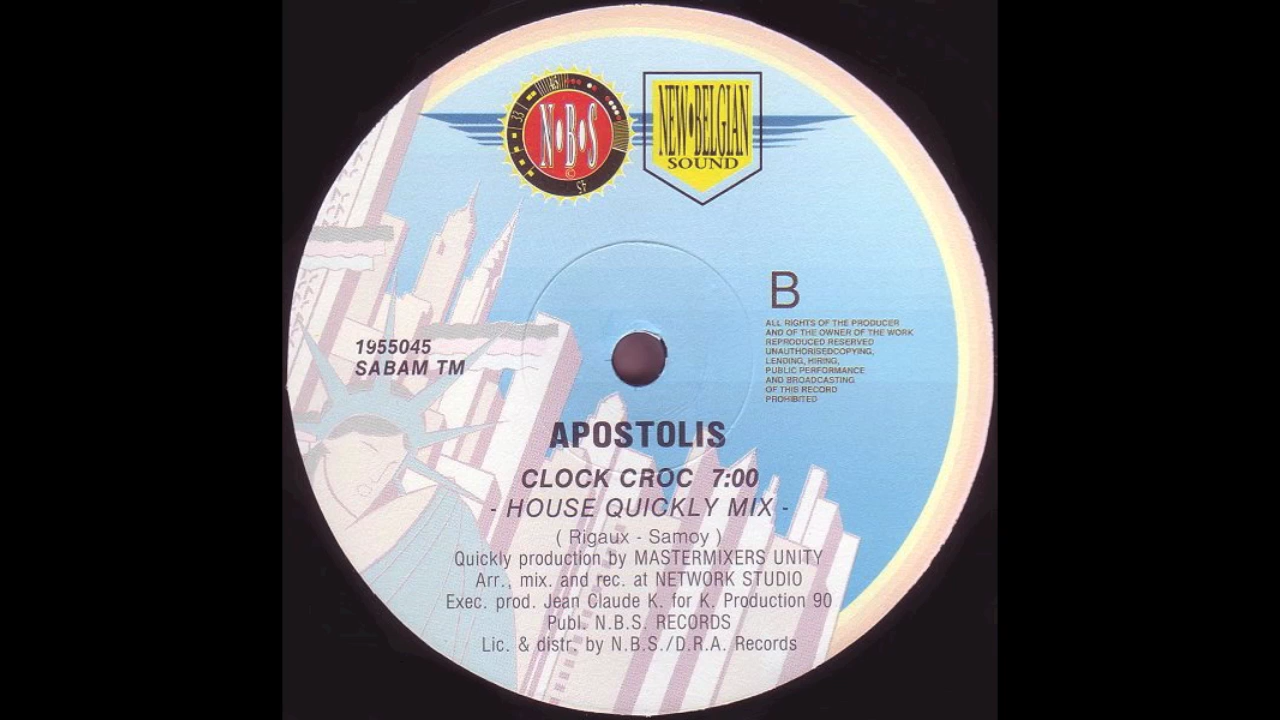 N•B•S
©
33
45
NEW•BELGIAN
SOUND
B
ALL RIGHTS OF THE PRODUCER
AND OF THE OWNER OF THE WORK
REPRODUCED RESERVED
UNAUTHORISEDCOPYING,
LENDING, HIRING,
PUBLIC PERFORMANCE
AND BROADCASTING
OF THIS RECORD
PROHIBITED
1955045
SABAM TM
APOSTOLIS
CLOCK CROC 7:00
- HOUSE QUICKLY MIX -
( Rigaux - Samoy )
Quickly production by MASTERMIXERS UNITY
Arr., mix. and rec. at NETWORK STUDIO
Exec. prod. Jean Claude K. for K. Production 90
Publ. N.B.S. RECORDS
Lic. & distr. by N.B.S./D.R.A. Records